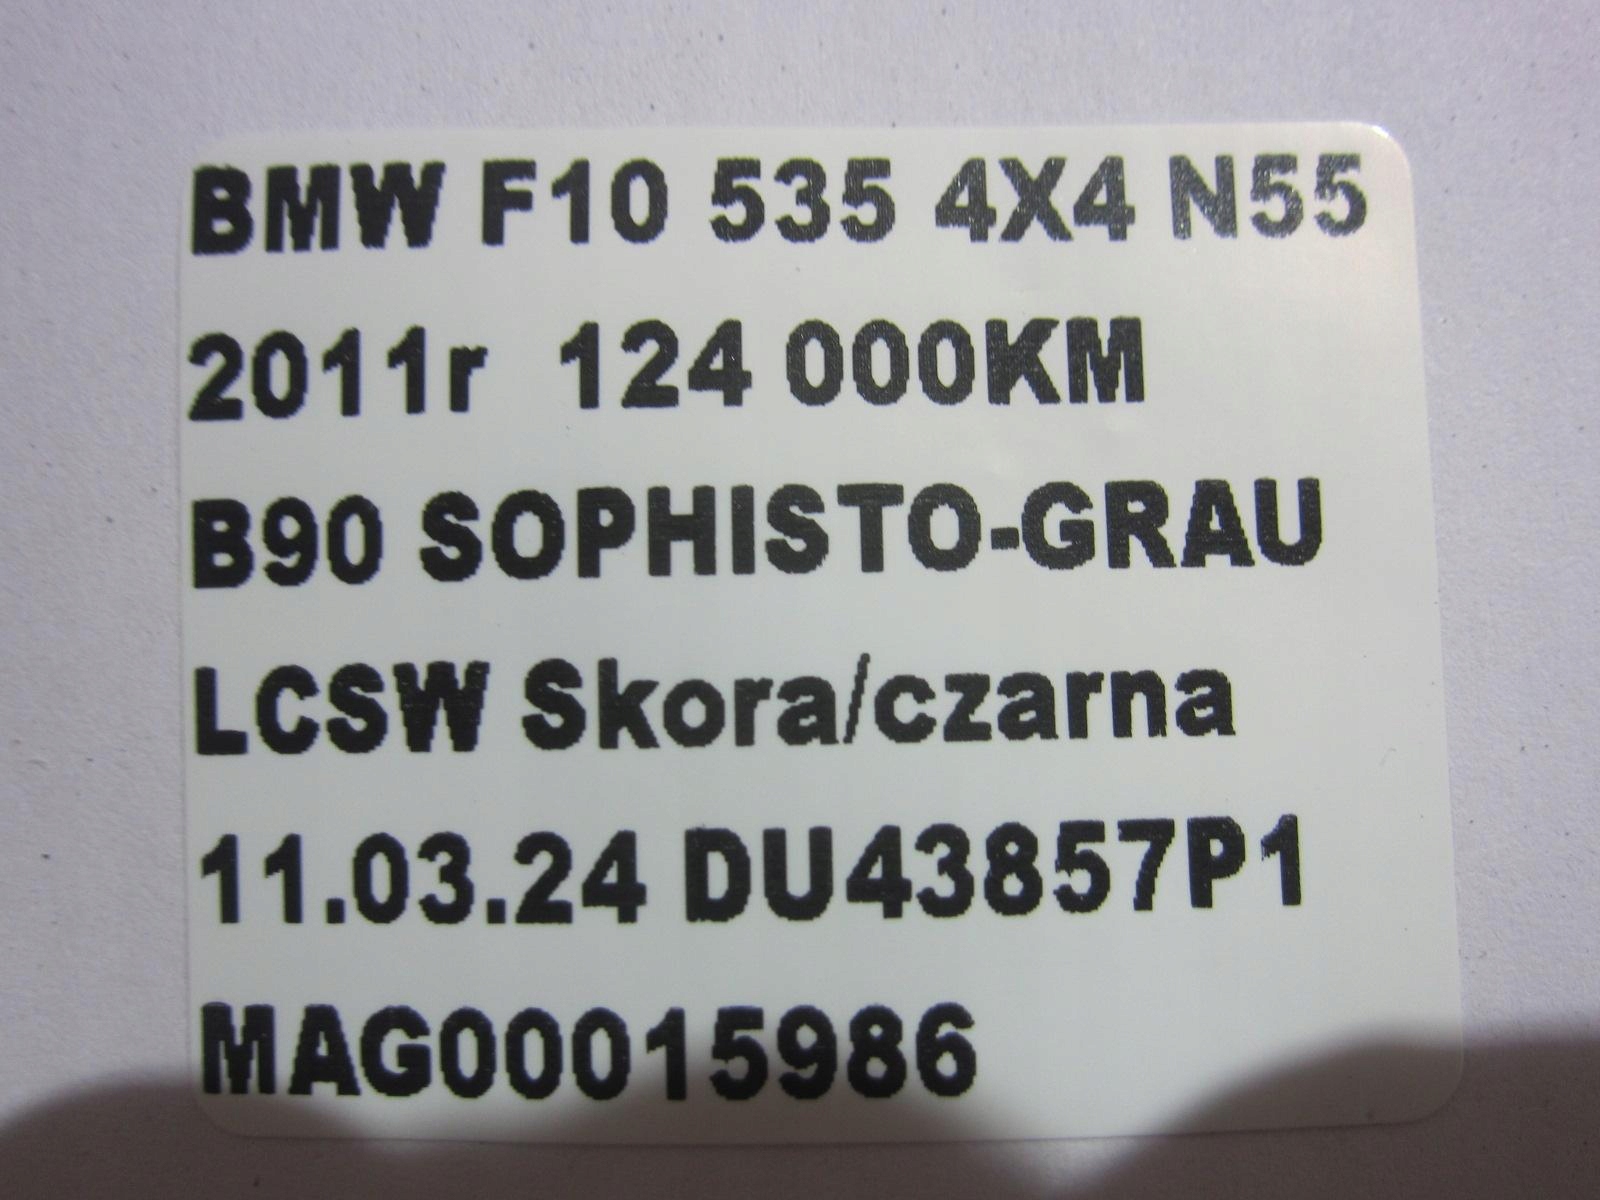 BMW F10 535 4X4 N55
2011r 124 000KM
B90 SOPHISTO-GRAU
LCSW Skora/czarna
11.03.24 DU43857P1
MAG00015986